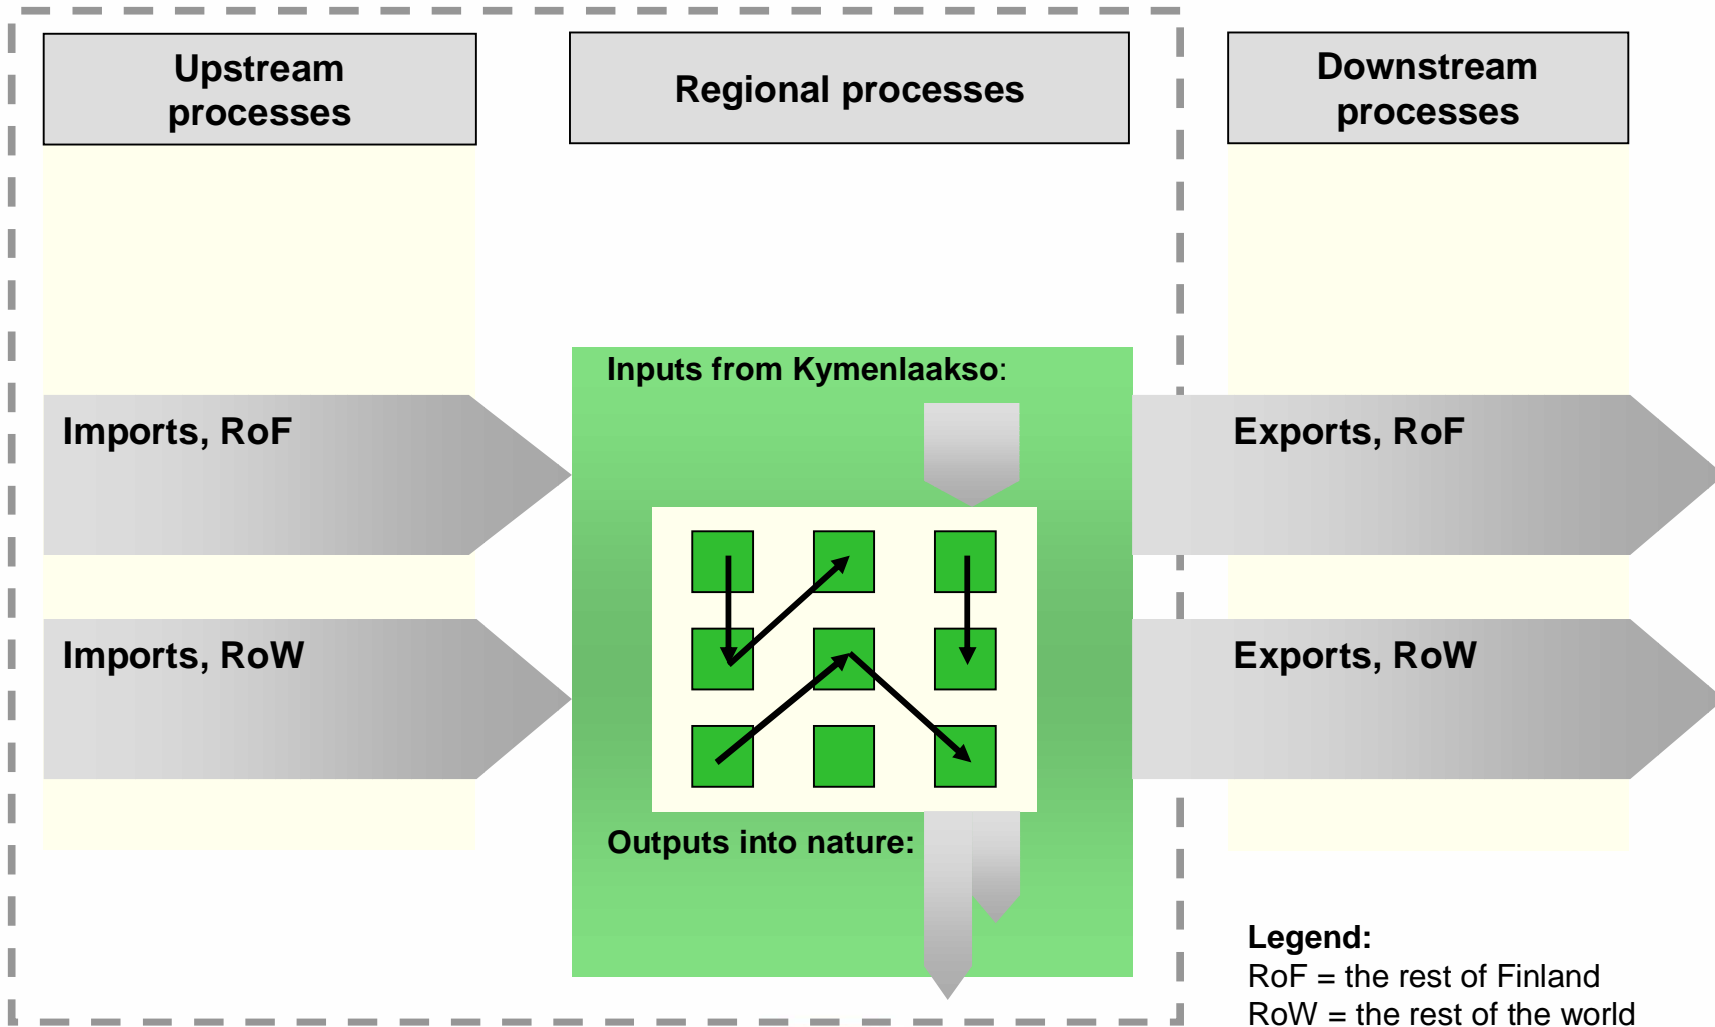 Upstream
processes
Regional processes
Downstream
processes
Inputs from Kymenlaakso:
Imports, RoF
Exports, RoF
Imports, RoW
Exports, RoW
Outputs into nature:
Legend:
RoF = the rest of Finland
RoW = the rest of the world